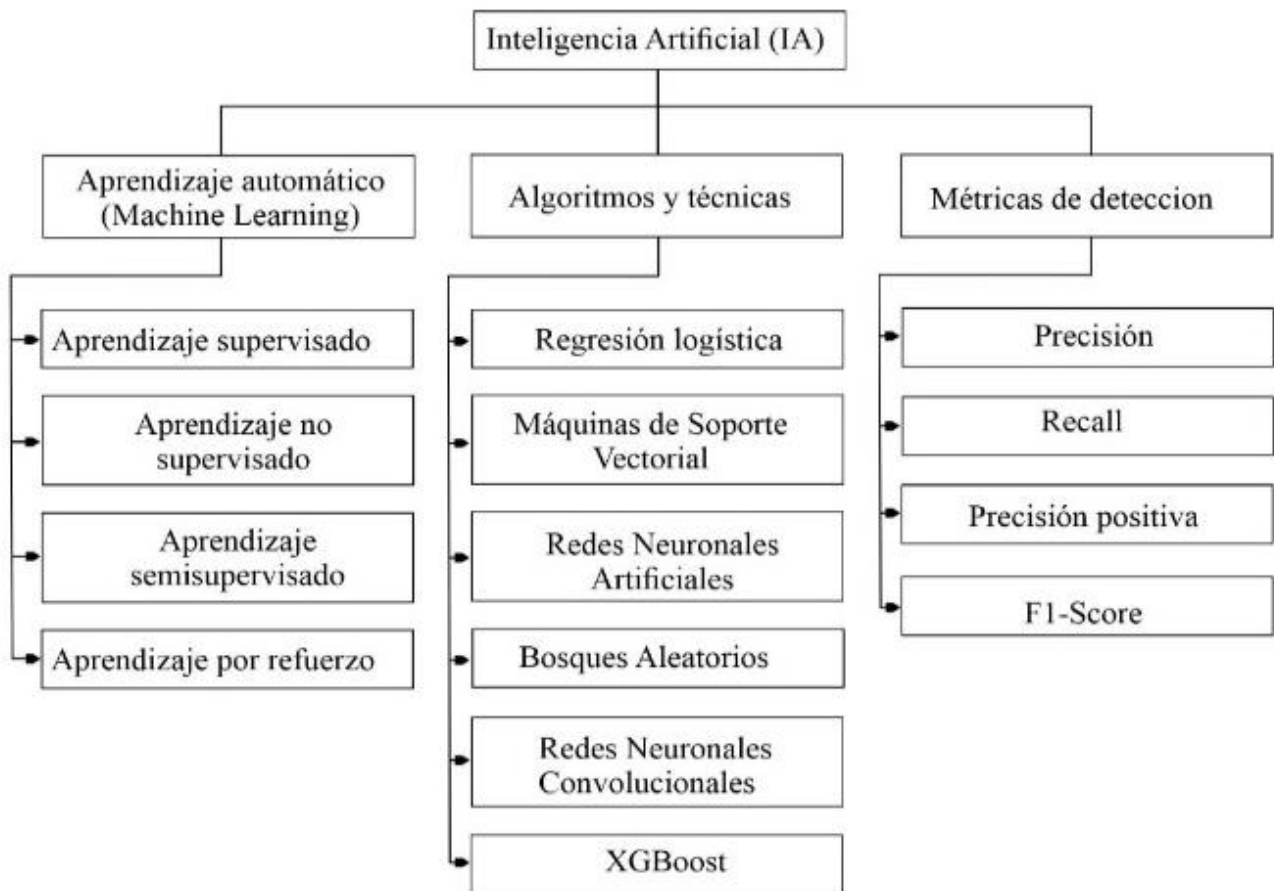 Inteligencia Artificial (IA)
Aprendizaje automático
(Machine Learning)
Algoritmos y técnicas
Métricas de deteccion
Aprendizaje supervisado
Aprendizaje no
supervisado
Aprendizaje
semisupervisado
Aprendizaje por refuerzo
Regresión logística
Máquinas de Soporte
Vectorial
Redes Neuronales
Artificiales
Bosques Aleatorios
Redes Neuronales
Convolucionales
XGBoost
Precisión
Recall
Precisión positiva
F1-Score